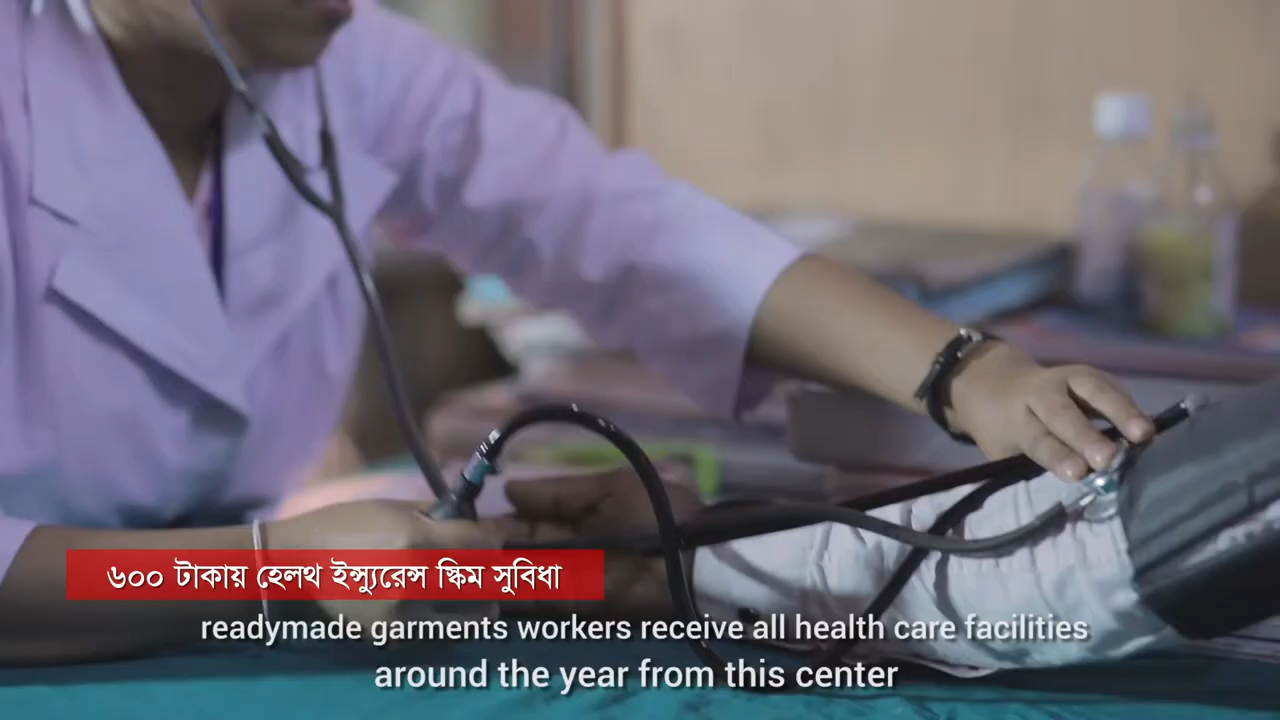 ৬০০ টাকায় হেলথ ইন্স্যুরেন্স স্কিম সুবিধা
readymade garments workers receive all health care facilities
around the year from this center